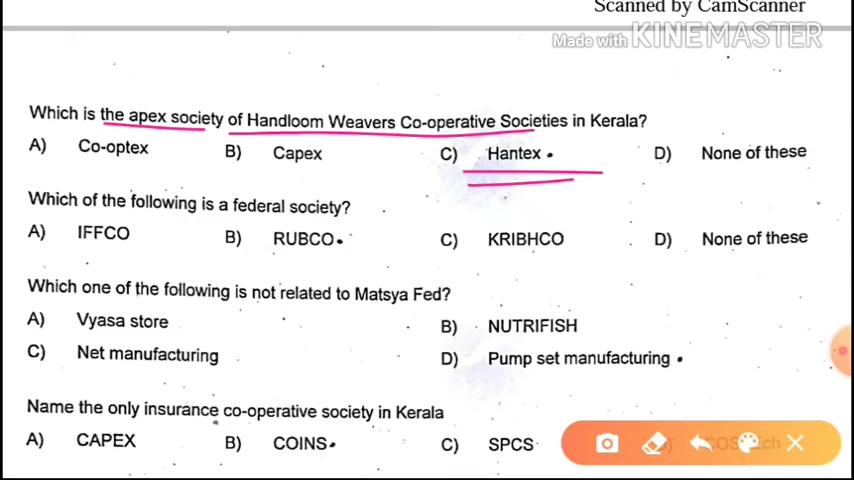 Scanned by CamScanner
Made with KINEMASTER
Which is the apex society of Handloom Weavers Co-operative Societies in Kerala?
A) Co-optex B) Capex C) Hantex D) None of these
Which of the following is a federal society?
A) IFFCO B) RUBCO C) KRIBHCO D) None of these
Which one of the following is not related to Matsya Fed?
A) Vyasa store B) NUTRIFISH
C) Net manufacturing D) Pump set manufacturing
Name the only insurance co-operative society in Kerala
A) CAPEX B) COINS C) SPCS